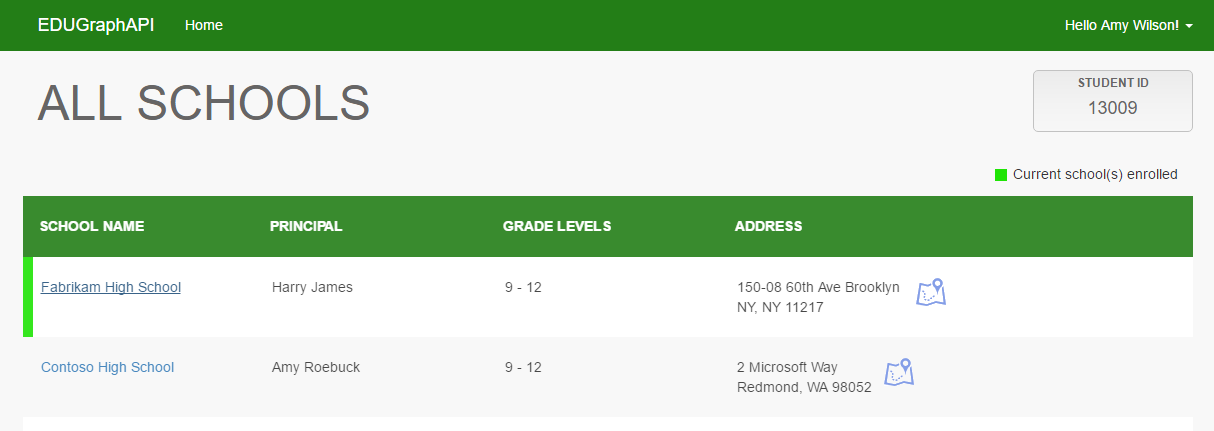 EDUGraphAPI Home Hello Amy Wilson!
ALL SCHOOLS
STUDENT ID
13009
Current school(s) enrolled
SCHOOL NAME PRINCIPAL GRADE LEVELS ADDRESS
Fabrikam High School Harry James 9 - 12 150-08 60th Ave Brooklyn
NY, NY 11217
Contoso High School Amy Roebuck 9 - 12 2 Microsoft Way
Redmond, WA 98052